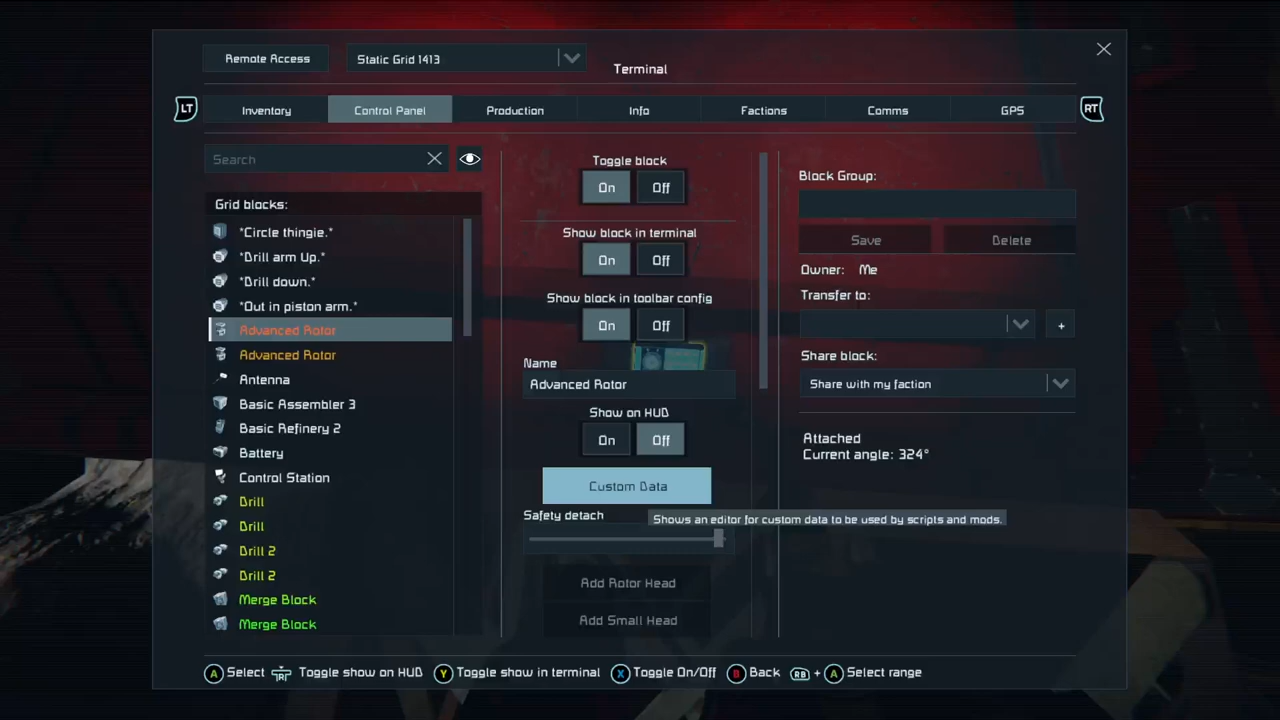 Remote Access
Static Grid 1413
Terminal
LT
Inventory
Control Panel
Production
Info
Factions
Comms
GPS
RT
Search
Grid blocks:
*Circle thingie.*
*Drill arm Up.*
*Drill down.*
*Out in piston arm.*
Advanced Rotor
Advanced Rotor
Antenna
Basic Assembler 3
Basic Refinery 2
Battery
Control Station
Drill
Drill
Drill 2
Drill 2
Merge Block
Merge Block
Toggle block
On Off
Show block in terminal
On Off
Show block in toolbar config
On Off
Name
Advanced Rotor
Show on HUD
On Off
Custom Data
Safety detach
Shows an editor for custom data to be used by scripts and mods.
Add Rotor Head
Add Small Head
Block Group:
Save Delete
Owner: Me
Transfer to:
+
Share block:
Share with my faction
Attached
Current angle: 324°
A Select Toggle show on HUD Y Toggle show in terminal X Toggle On/Off B Back RB + A Select range